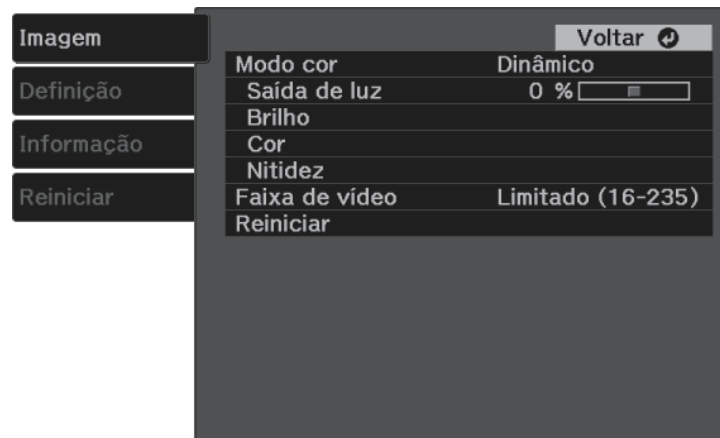 Imagem
Definição
Informação
Reiniciar
Voltar
Modo cor Dinâmico
Saída de luz 0 %
Brilho
Cor
Nitidez
Faixa de vídeo Limitado (16-235)
Reiniciar